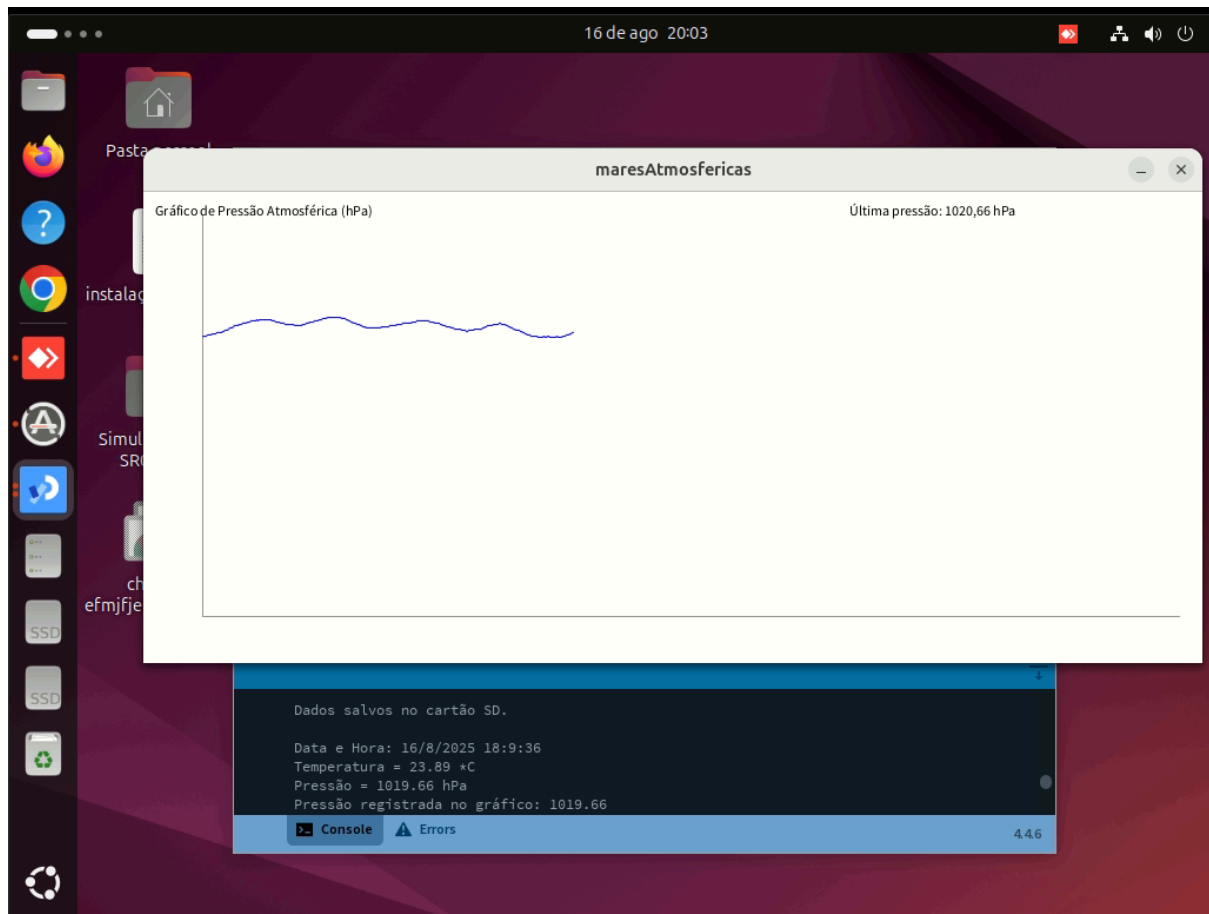 16 de ago 20:03
Pasta
maresAtmosfericas
Gráfico de Pressão Atmosférica (hPa)
Última pressão: 1020,66 hPa
instalaç
Simul
SR
ch
efmjfje
SSD
SSD
Dados salvos no cartão SD.
Data e Hora: 16/8/2025 18:9:36
Temperatura = 23.89 *C
Pressão = 1019.66 hPa
Pressão registrada no gráfico: 1019.66
Console
Errors
4.4.6